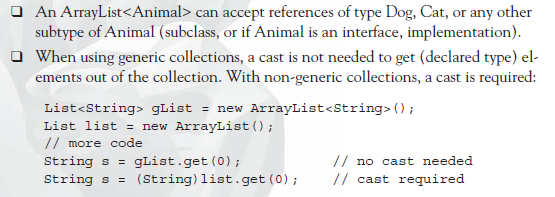 ❑ An ArrayList<Animal> can accept references of type Dog, Cat, or any other
subtype of Animal (subclass, or if Animal is an interface, implementation).
❑ When using generic collections, a cast is not needed to get (declared type) el-
ements out of the collection. With non-generic collections, a cast is required:
List<String> gList = new ArrayList<String>();
List list = new ArrayList();
// more code
String s = gList.get(0); // no cast needed
String s = (String)list.get(0); // cast required